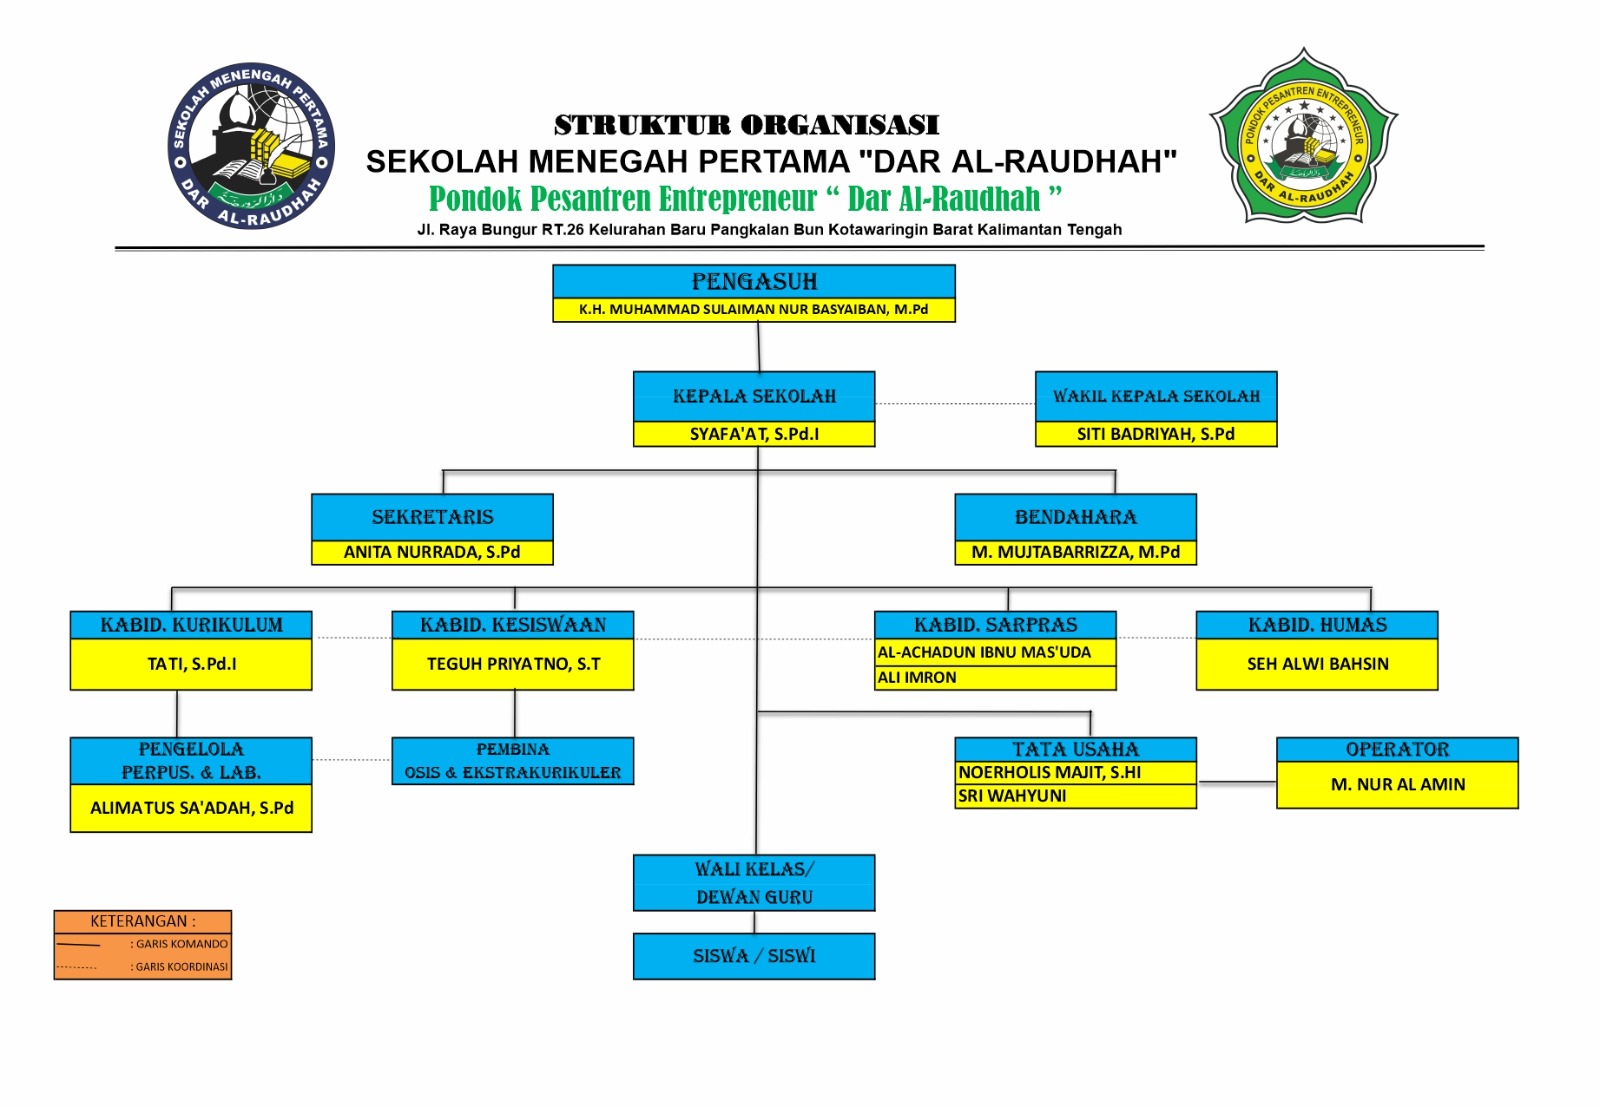 SEKOLAH MENENGAH PERTAMA
DAR AL-RAUDHAH
PONDOK PESANTREN ENTREPRENEUR
DAR AL-RAUDHAH
STRUKTUR ORGANISASI
SEKOLAH MENEGAH PERTAMA "DAR AL-RAUDHAH"
Pondok Pesantren Entrepreneur “ Dar Al-Raudhah ”
Jl. Raya Bungur RT.26 Kelurahan Baru Pangkalan Bun Kotawaringin Barat Kalimantan Tengah
PENGASUH
K.H. MUHAMMAD SULAIMAN NUR BASYAIBAN, M.Pd
KEPALA SEKOLAH
SYAFA'AT, S.Pd.I
WAKIL KEPALA SEKOLAH
SITI BADRIYAH, S.Pd
SEKRETARIS
ANITA NURRADA, S.Pd
BENDAHARA
M. MUJTABARRIZZA, M.Pd
KABID. KURIKULUM
TATI, S.Pd.I
KABID. KESISWAAN
TEGUH PRIYATNO, S.T
KABID. SARPRAS
AL-ACHADUN IBNU MAS'UDA
ALI IMRON
KABID. HUMAS
SEH ALWI BAHSIN
PENGELOLA
PERPUS. & LAB.
ALIMATUS SA'ADAH, S.Pd
PEMBINA
OSIS & EKSTRAKURIKULER
TATA USAHA
NOERHOLIS MAJIT, S.HI
SRI WAHYUNI
OPERATOR
M. NUR AL AMIN
WALI KELAS/
DEWAN GURU
SISWA / SISWI
KETERANGAN :
: GARIS KOMANDO
: GARIS KOORDINASI